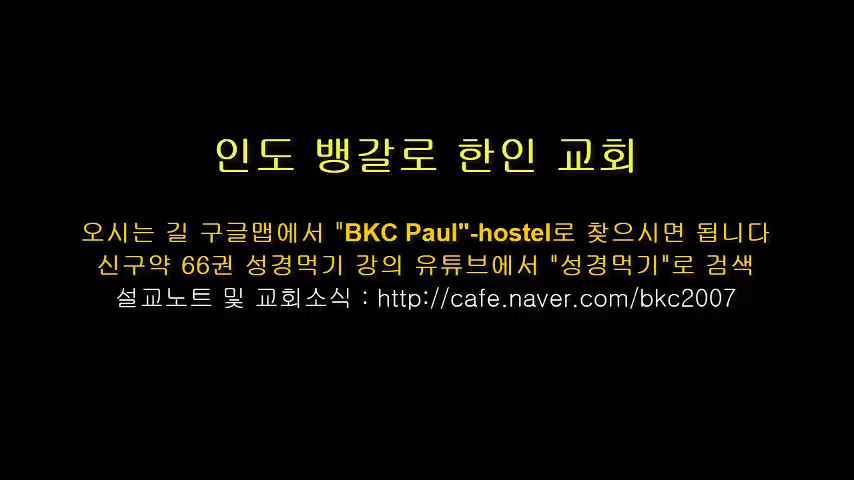 인도 뱅갈로 한인 교회
오시는 길 구글맵에서 "BKC Paul"-hostel로 찾으시면 됩니다
신구약 66권 성경먹기 강의 유튜브에서 "성경먹기"로 검색
설교노트 및 교회소식 : http://cafe.naver.com/bkc2007